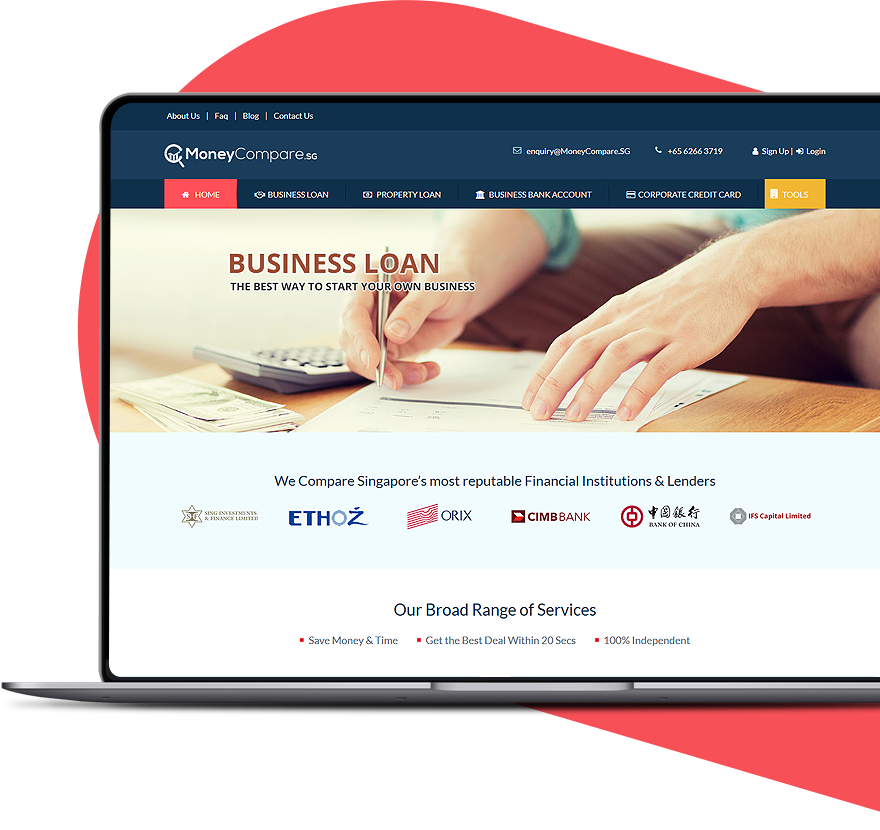 About Us | Faq | Blog | Contact Us
MoneyCompare.SG
enquiry@MoneyCompare.SG
+65 6266 3719
Sign Up | Login
HOME
BUSINESS LOAN
PROPERTY LOAN
BUSINESS BANK ACCOUNT
CORPORATE CREDIT CARD
TOOLS
BUSINESS LOAN
THE BEST WAY TO START YOUR OWN BUSINESS
We Compare Singapore's most reputable Financial Institutions & Lenders
SING INVESTMENTS
& FINANCE LIMITED
ETHOZ
ORIX
CIMB BANK
中国银行
BANK OF CHINA
IFS Capital Limited
Our Broad Range of Services
Save Money & Time
Get the Best Deal Within 20 Secs
100% Independent